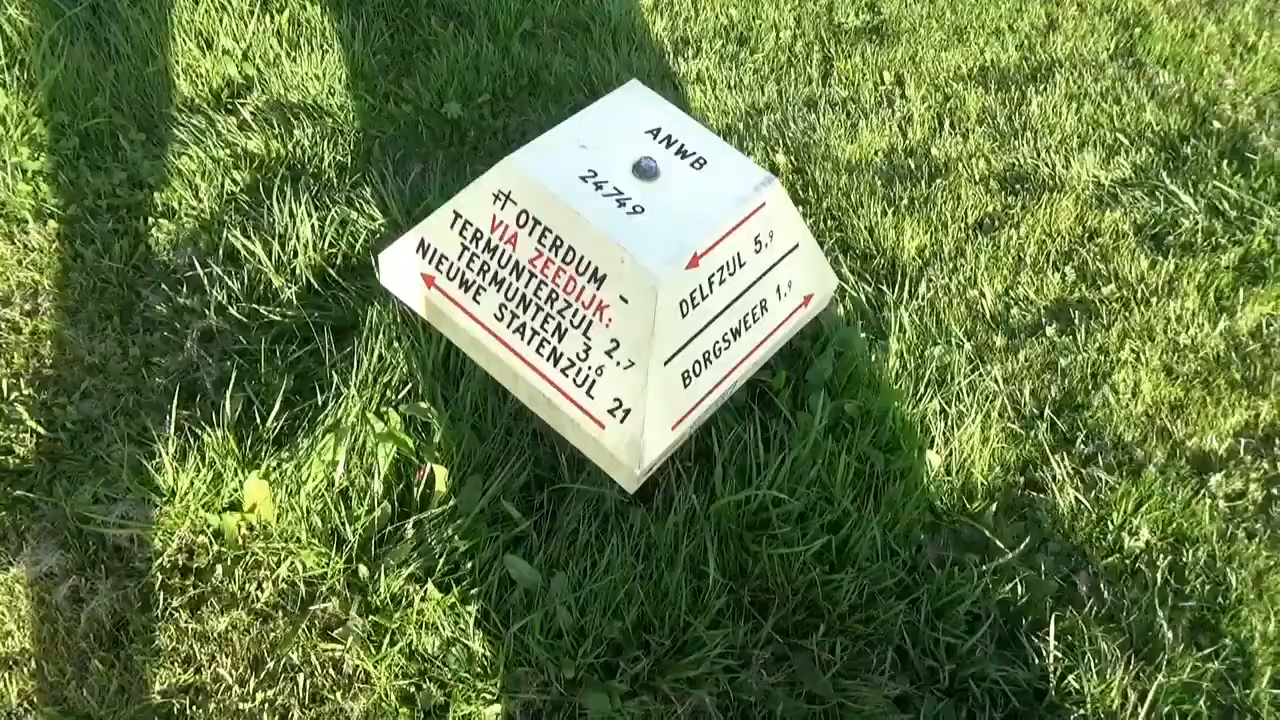 ANWB
24749
OTERDUM -
VIA ZEEDIJK:
TERMUNTERZIJL 2.7
TERMUNTEN 3.6
NIEUWE STATENZIJL 21
DELFZIJL 5.9
BORGSWEER 1.9